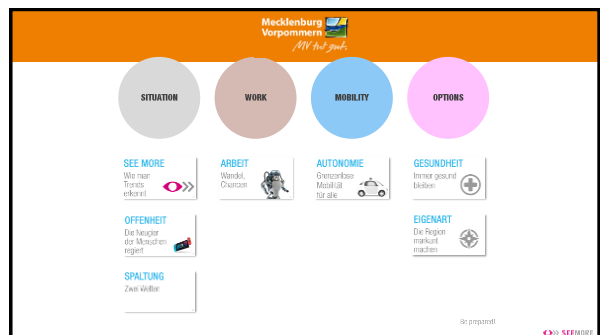 Mecklenburg
Vorpommern
MV tut gut.
SITUATION
WORK
MOBILITY
OPTIONS
SEE MORE
Wie man
Trends
erkennt
ARBEIT
Wandel,
Chancen
AUTONOMIE
Grenzenlose
Mobilität
für alle
GESUNDHEIT
Immer gesund
bleiben
OFFENHEIT
Die Neugier
der Menschen
regiert
EIGENART
Die Region
markant
machen
SPALTUNG
Zwei Welten
Be prepared!
SEEMORE